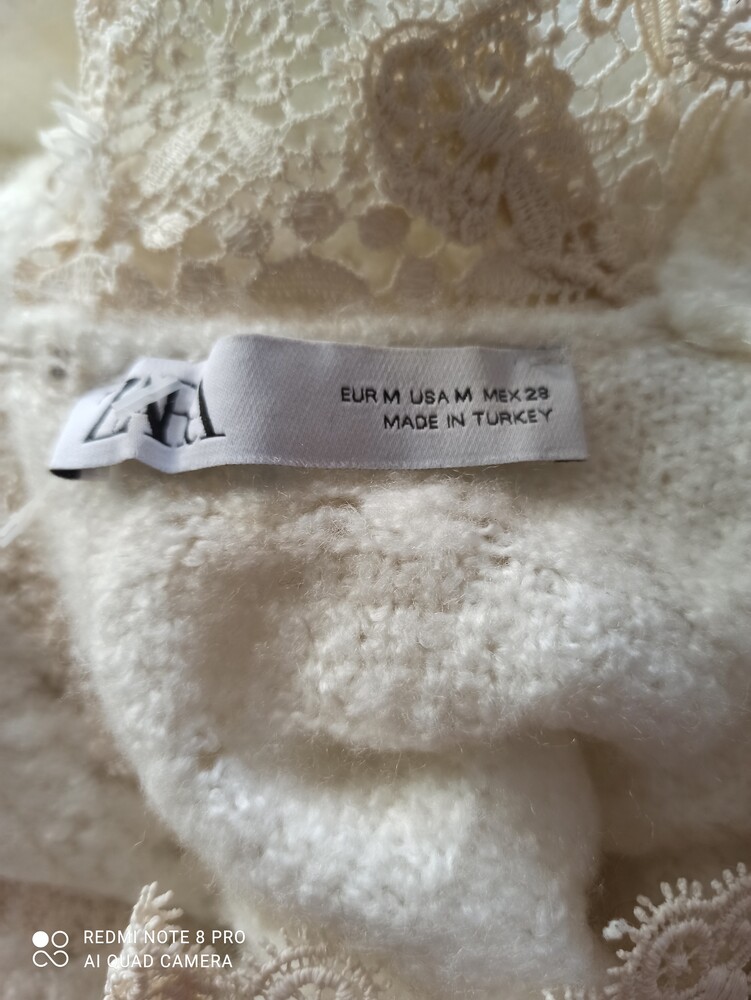 ZARA
EUR M USA M MEX 28
MADE IN TURKEY
REDMI NOTE 8 PRO
AI QUAD CAMERA